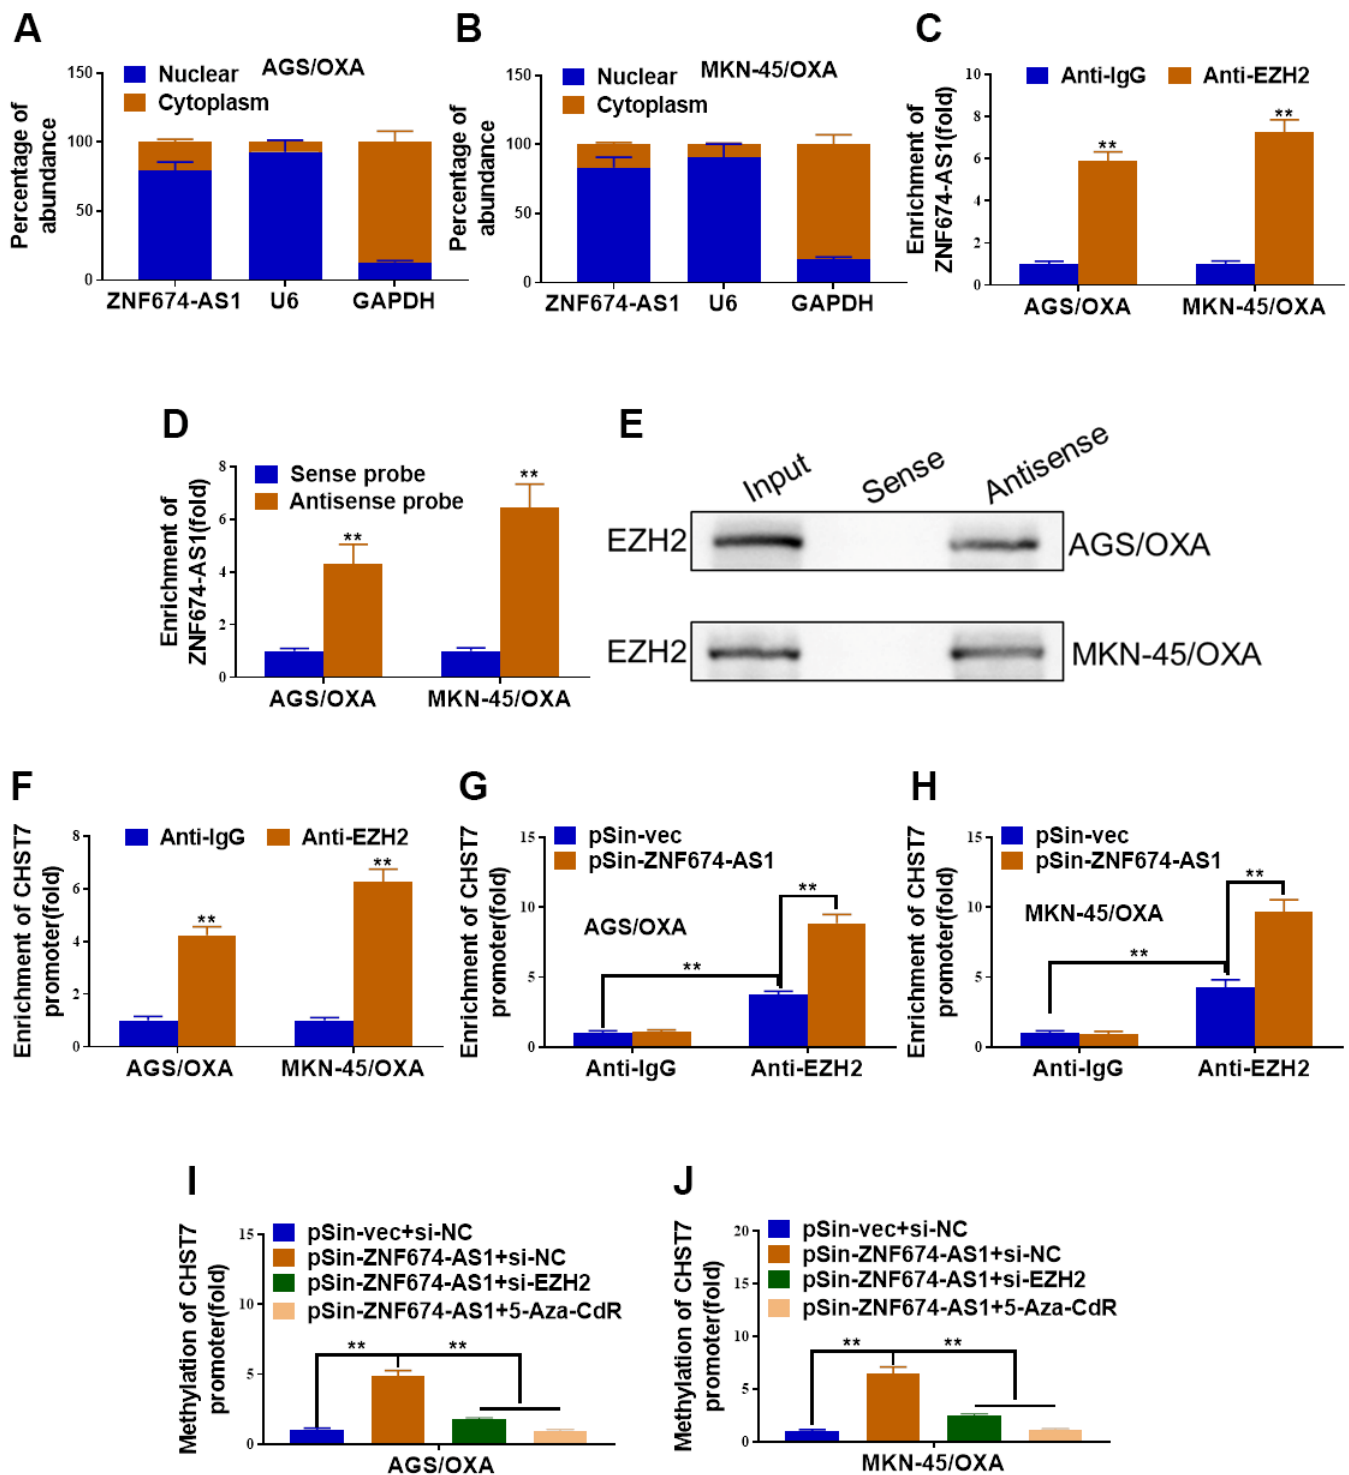 A
AGS/OXA
Nuclear
Cytoplasm
Percentage of
abundance
150
100
50
0
ZNF674-AS1 U6 GAPDH
B
MKN-45/OXA
Nuclear
Cytoplasm
Percentage of
abundance
150
100
50
0
ZNF674-AS1 U6 GAPDH
C
Anti-IgG Anti-EZH2
Enrichment of
ZNF674-AS1(fold)
10
8
6
4
2
0
** **
AGS/OXA MKN-45/OXA
D
Sense probe
Antisense probe
Enrichment of
ZNF674-AS1(fold)
8
6
4
2
0
** **
AGS/OXA MKN-45/OXA
E
Input Sense Antisense
EZH2 AGS/OXA
EZH2 MKN-45/OXA
F
Anti-IgG Anti-EZH2
Enrichment of CHST7
promoter(fold)
8
6
4
2
0
** **
AGS/OXA MKN-45/OXA
G
pSin-vec
pSin-ZNF674-AS1
Enrichment of CHST7
promoter(fold)
15
10
5
0
AGS/OXA
** **
Anti-IgG Anti-EZH2
H
pSin-vec
pSin-ZNF674-AS1
Enrichment of CHST7
promoter(fold)
15
10
5
0
MKN-45/OXA
** **
Anti-IgG Anti-EZH2
I
pSin-vec+si-NC
pSin-ZNF674-AS1+si-NC
pSin-ZNF674-AS1+si-EZH2
pSin-ZNF674-AS1+5-Aza-CdR
Methylation of CHST7
promoter(fold)
15
10
5
0
** **
AGS/OXA
J
pSin-vec+si-NC
pSin-ZNF674-AS1+si-NC
pSin-ZNF674-AS1+si-EZH2
pSin-ZNF674-AS1+5-Aza-CdR
Methylation of CHST7
promoter(fold)
20
15
10
5
0
** **
MKN-45/OXA